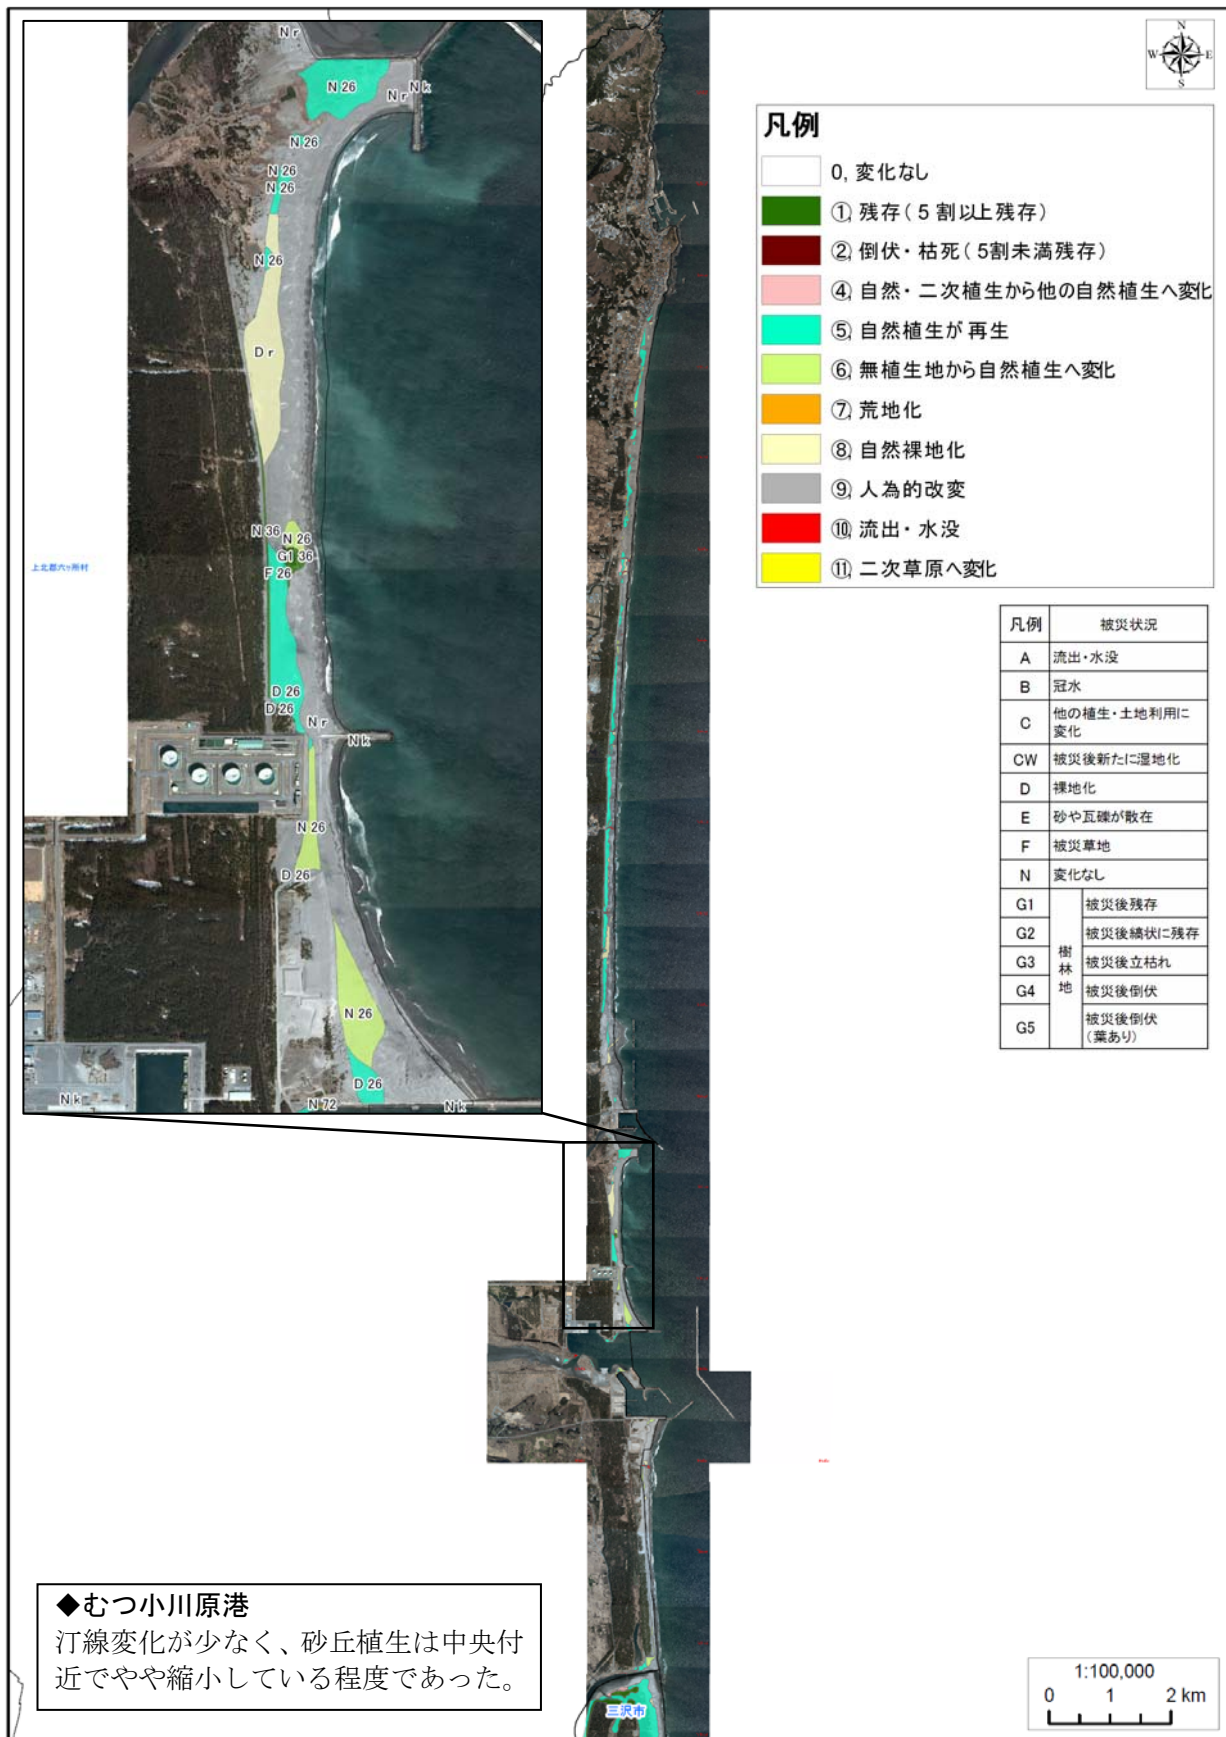 N
W E
S
凡例
0, 変化なし
①, 残存(5割以上残存)
②, 倒伏・枯死(5割未満残存)
④, 自然・二次植生から他の自然植生へ変化
⑤, 自然植生が再生
⑥, 無植生地から自然植生へ変化
⑦, 荒地化
⑧, 自然裸地化
⑨, 人為的改変
⑩, 流出・水没
⑪, 二次草原へ変化
凡例 被災状況
A 流出・水没
B 冠水
C 他の植生・土地利用に
変化
CW 被災後新たに湿地化
D 裸地化
E 砂や瓦礫が散在
F 被災草地
N 変化なし
樹林地
G1 被災後残存
G2 被災後縞状に残存
G3 被災後立枯れ
G4 被災後倒伏
G5 被災後倒伏
(葉あり)
N r
N 26
N k
N r
N 26
N 26
N 26
N 26
D r
N 36
N 26
G1 36
F 26
上北郡六ヶ所村
D 26
D 26
N r
N k
N 26
D 26
N 26
D 26
N k
N 72
N k
◆むつ小川原港
汀線変化が少なく、砂丘植生は中央付
近でやや縮小している程度であった。
三沢市
1:100,000
0 1 2 km